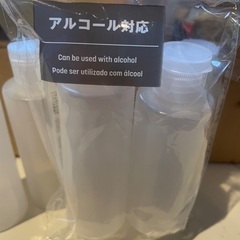 アルコール対応
Can be used with alcohol
Pode ser utilizado com álcool